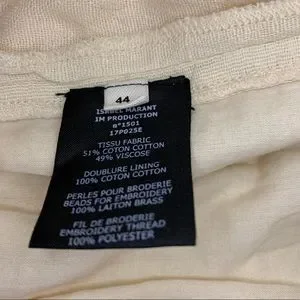 44
ISABEL MARANT
IM PRODUCTION
n°1501
17P025E
TISSU FABRIC
51% COTON COTTON
49% VISCOSE
DOUBLURE LINING
100% COTON COTTON
PERLES POUR BRODERIE
BEADS FOR EMBROIDERY
100% LAITON BRASS
FIL DE BRODERIE
EMBROIDERY THREAD
100% POLYESTER